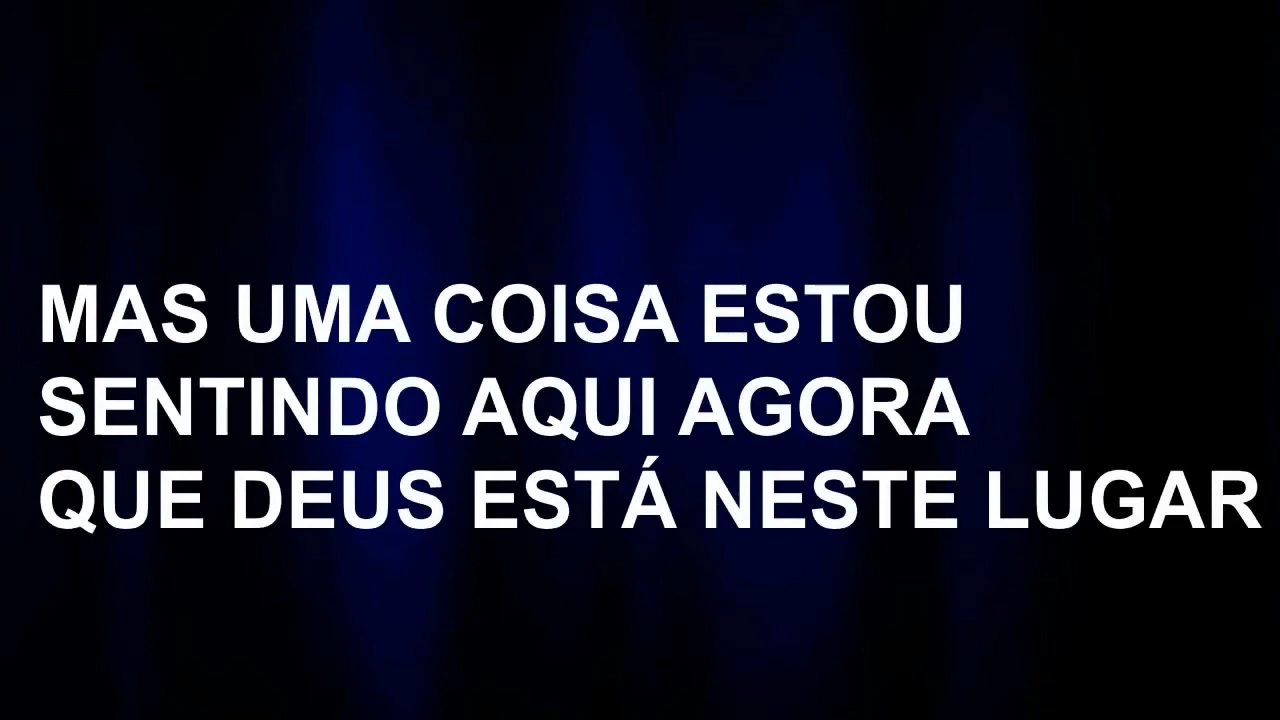 MAS UMA COISA ESTOU
SENTINDO AQUI AGORA
QUE DEUS ESTÁ NESTE LUGAR